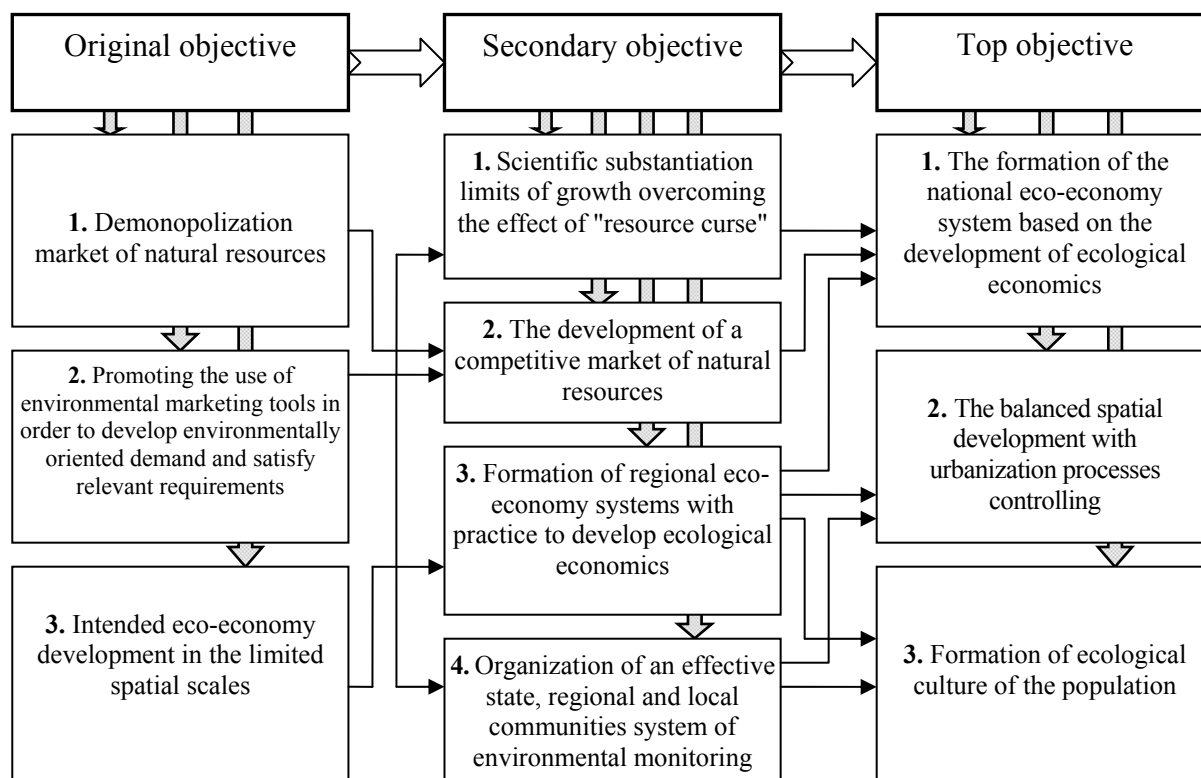 Original objective
1. Demonopolization
market of natural resources
2. Promoting the use of
environmental marketing tools in
order to develop environmentally
oriented demand and satisfy
relevant requirements
3. Intended eco-economy
development in the limited
spatial scales
Secondary objective
1. Scientific substantiation
limits of growth overcoming
the effect of "resource curse"
2. The development of a
competitive market of natural
resources
3. Formation of regional eco-
economy systems with
practice to develop ecological
economics
4. Organization of an effective
state, regional and local
communities system of
environmental monitoring
Top objective
1. The formation of the
national eco-economy
system based on the
development of ecological
economics
2. The balanced spatial
development with
urbanization processes
controlling
3. Formation of ecological
culture of the population